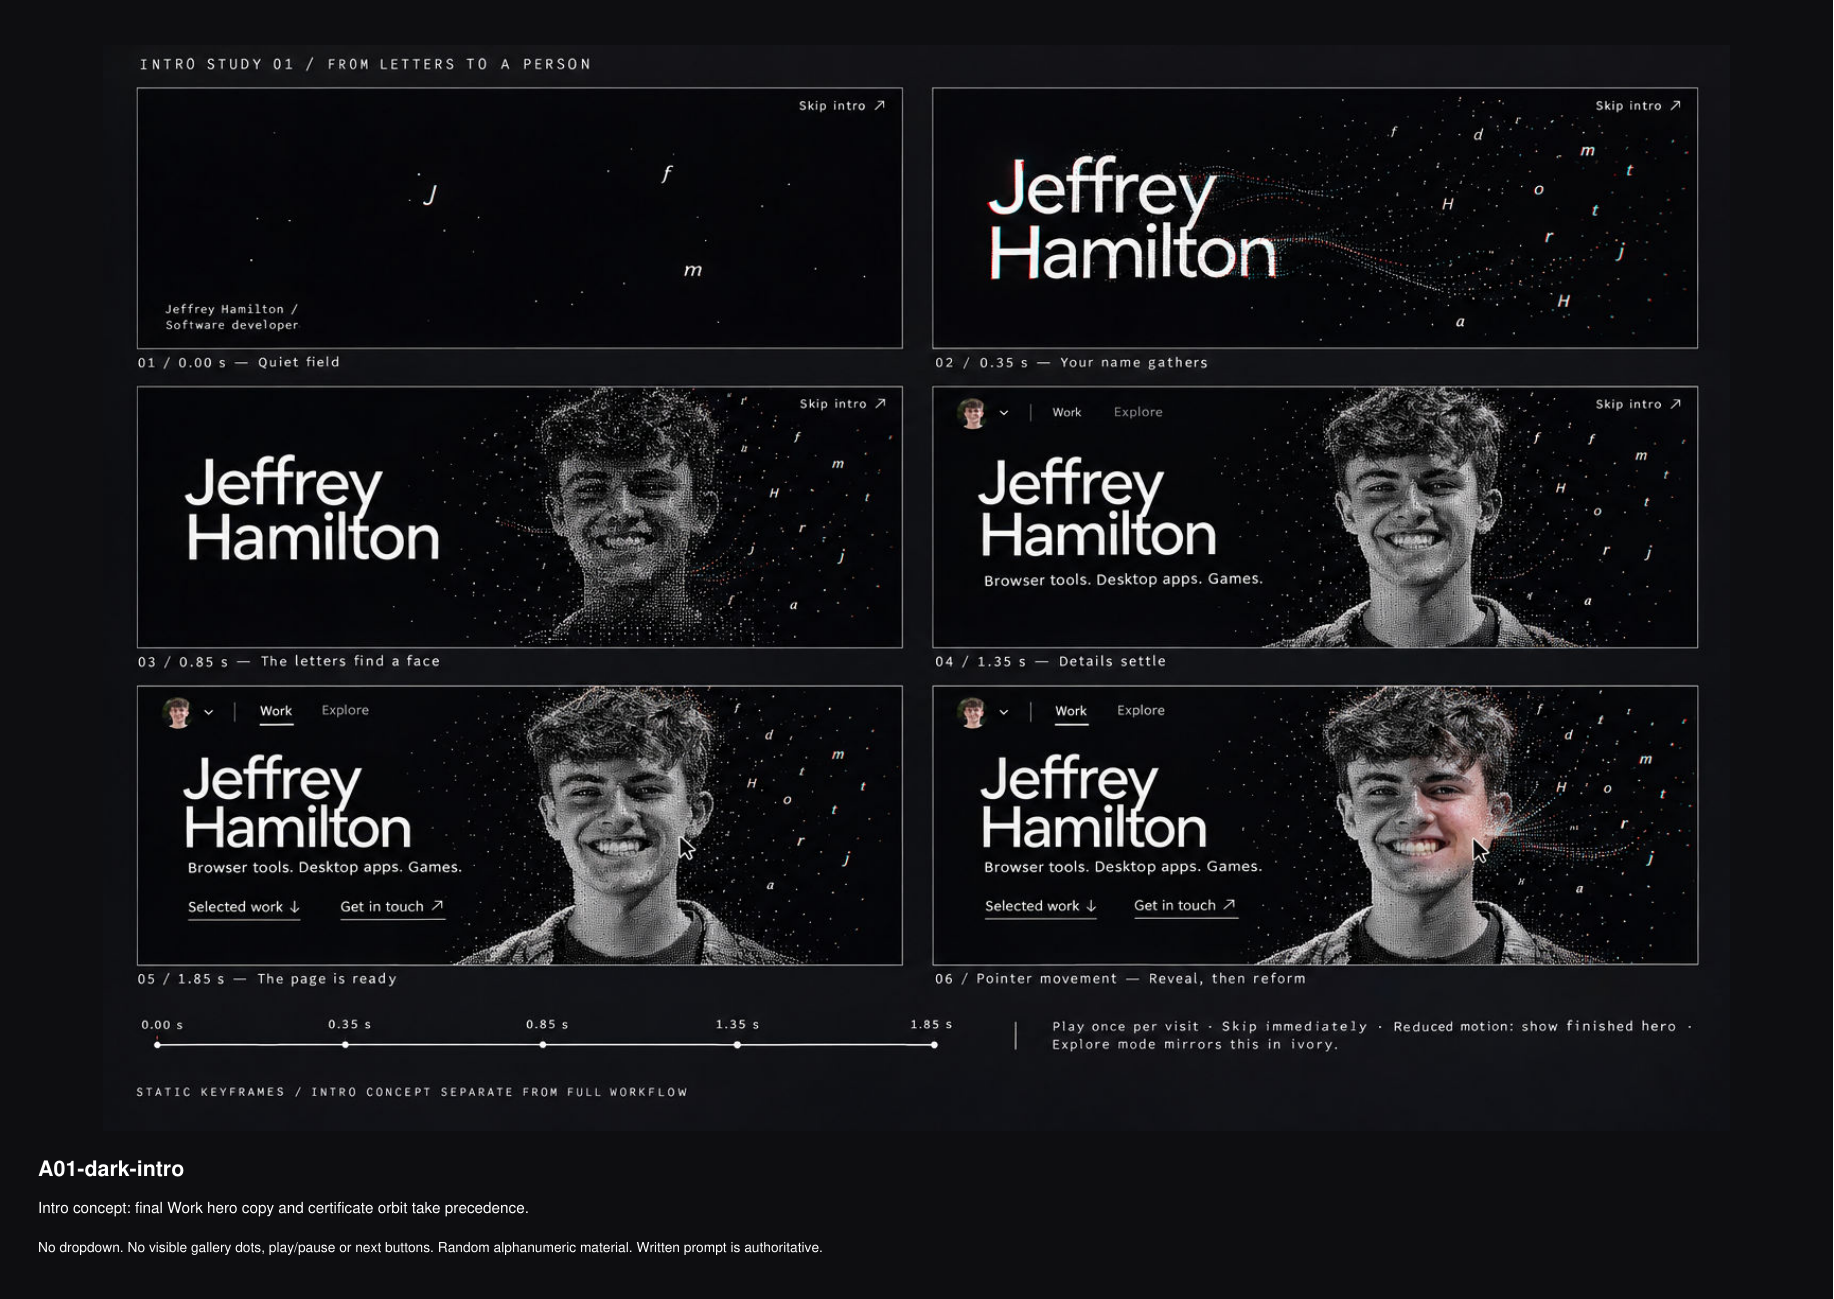 INTRO STUDY 01 / FROM LETTERS TO A PERSON
Skip intro ↗
J
f
m
Jeffrey Hamilton /
Software developer
01 / 0.00 s — Quiet field
Skip intro ↗
f
d
r
m
t
o
H
t
r
j
H
a
Jeffrey
Hamilton
02 / 0.35 s — Your name gathers
Skip intro ↗
r
f
m
H
t
r
j
j
f
a
Jeffrey
Hamilton
03 / 0.85 s — The letters find a face
Work
Explore
Skip intro ↗
f
f
m
t
H
t
o
r
j
a
Jeffrey
Hamilton
Browser tools. Desktop apps. Games.
04 / 1.35 s — Details settle
Work
Explore
f
d
m
t
H
t
o
t
r
j
a
Jeffrey
Hamilton
Browser tools. Desktop apps. Games.
Selected work ↓
Get in touch ↗
05 / 1.85 s — The page is ready
Work
Explore
f
t
d
m
H
o
t
r
j
a
Jeffrey
Hamilton
Browser tools. Desktop apps. Games.
Selected work ↓
Get in touch ↗
06 / Pointer movement — Reveal, then reform
0.00 s
0.35 s
0.85 s
1.35 s
1.85 s
Play once per visit · Skip immediately · Reduced motion: show finished hero ·
Explore mode mirrors this in ivory.
STATIC KEYFRAMES / INTRO CONCEPT SEPARATE FROM FULL WORKFLOW
A01-dark-intro
Intro concept: final Work hero copy and certificate orbit take precedence.
No dropdown. No visible gallery dots, play/pause or next buttons. Random alphanumeric material. Written prompt is authoritative.